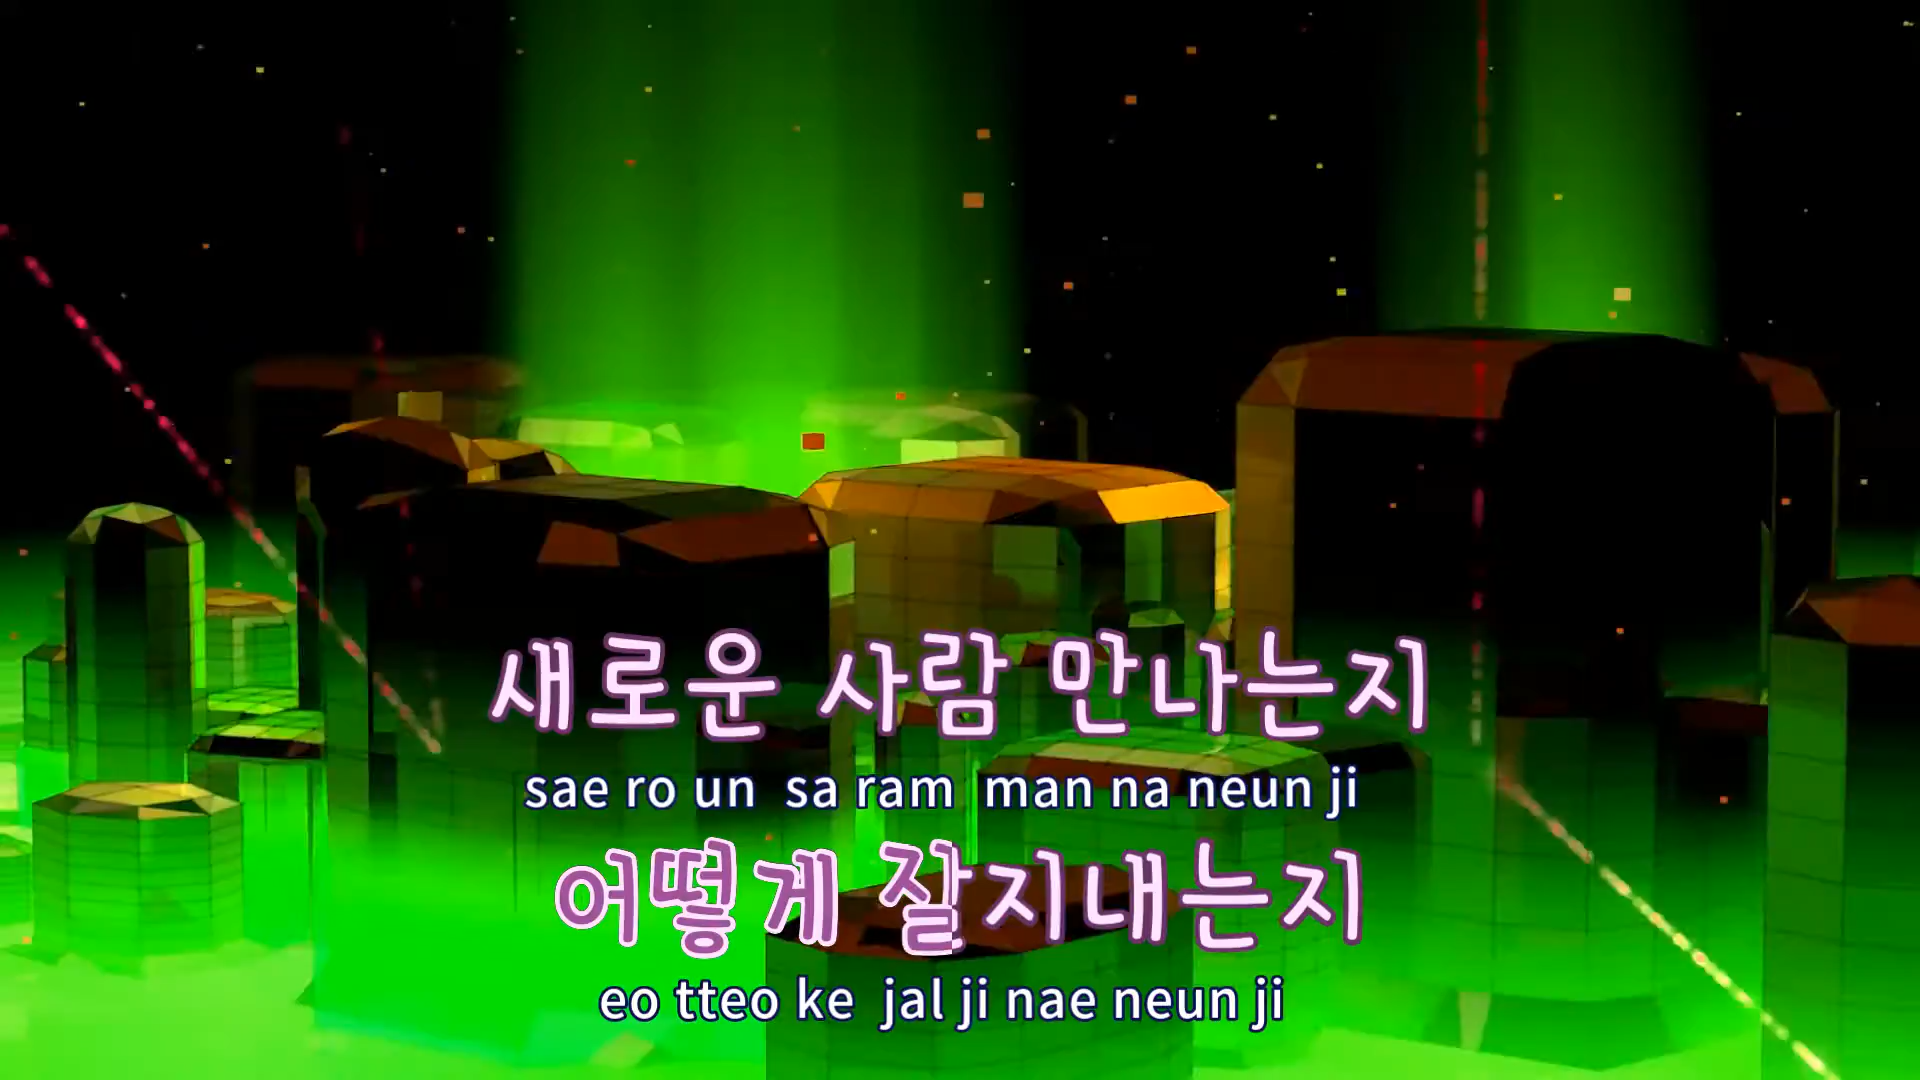 새로운 사람 만나는지
sae ro un sa ram man na neun ji
어떻게 잘지내는지
eo tteo ke jal ji nae neun ji